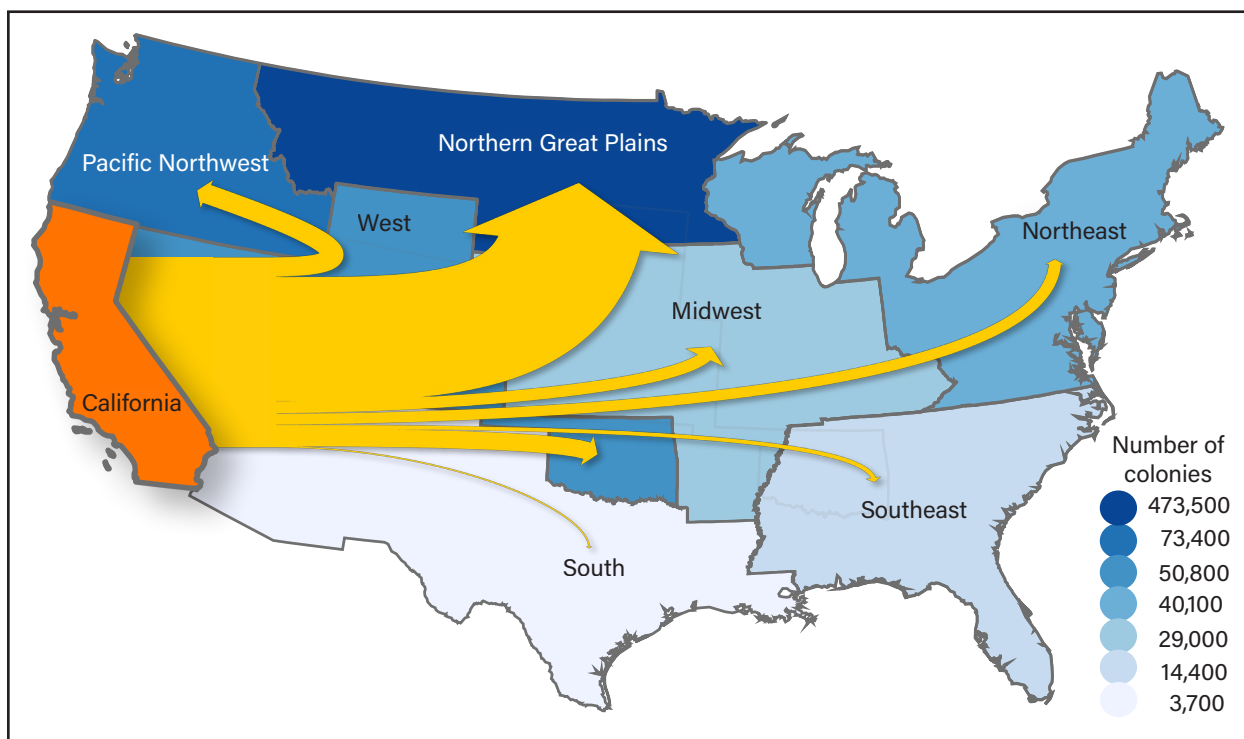 Northern Great Plains
Pacific Northwest
West
Northeast
Midwest
California
Southeast
South
Number of
colonies
473,500
73,400
50,800
40,100
29,000
14,400
3,700